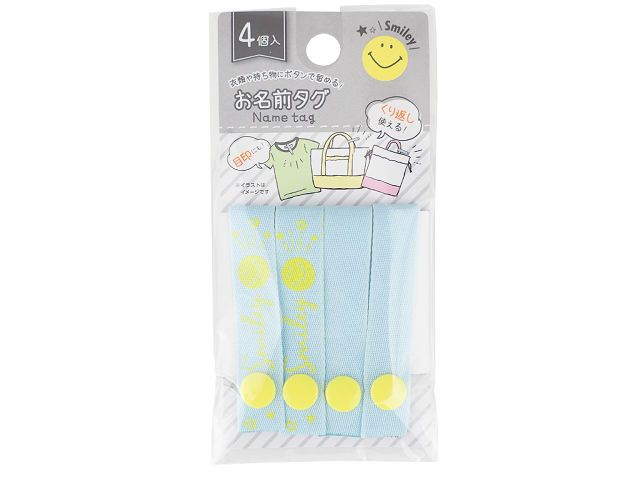 4個入
Smiley
衣類や持ち物にボタンで留める!
お名前タグ
Name tag
くり返し
使える!
目印にも!
※イラストは
イメージです
Smiley
Smiley